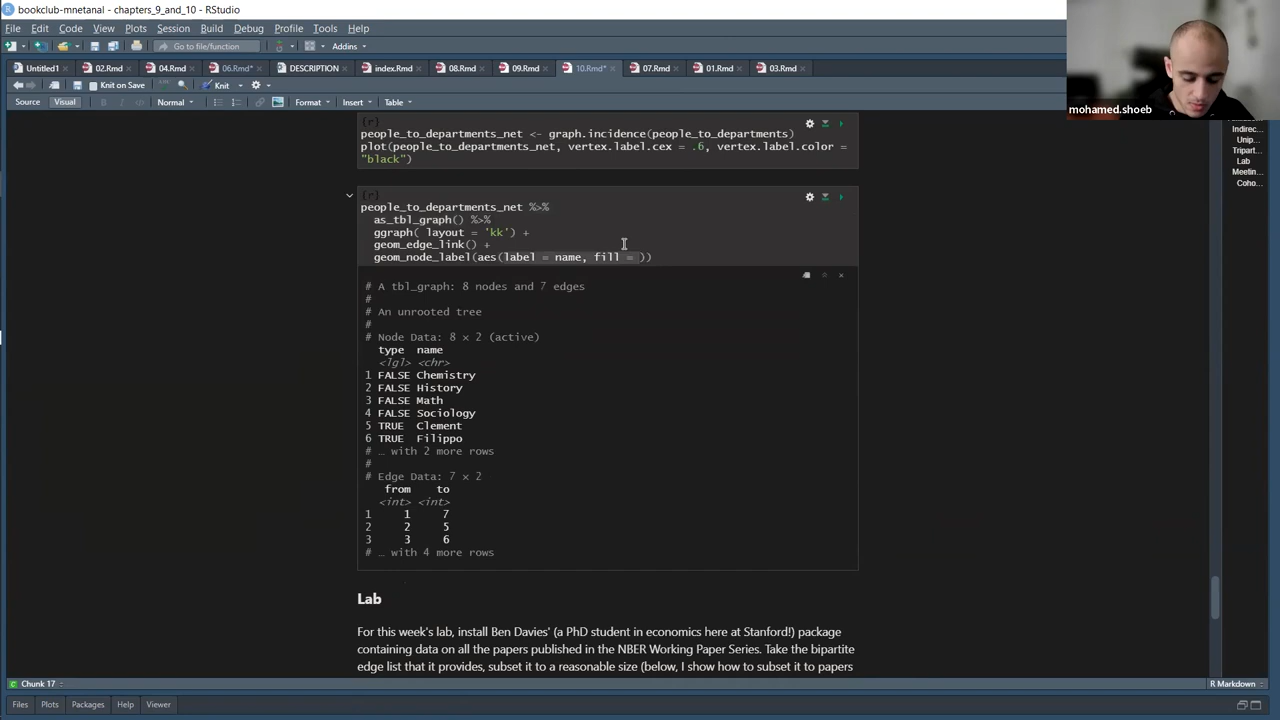 bookclub-mnetanal - chapters_9_and_10 - RStudio
File Edit Code View Plots Session Build Debug Profile Tools Help
Go to file/function Addins
Untitled1 02.Rmd 04.Rmd 06.Rmd* DESCRIPTION index.Rmd 08.Rmd 09.Rmd 10.Rmd* 07.Rmd 01.Rmd 03.Rmd
Knit on Save Knit
Source Visual B I Normal Format Insert Table
mohamed.shoeb
{r}
people_to_departments_net <- graph.incidence(people_to_departments)
plot(people_to_departments_net, vertex.label.cex = .6, vertex.label.color =
"black")
{r}
people_to_departments_net %>%
as_tbl_graph() %>%
ggraph( layout = 'kk') +
geom_edge_link() +
geom_node_label(aes(label = name, fill = ))
# A tbl_graph: 8 nodes and 7 edges
#
# An unrooted tree
#
# Node Data: 8 × 2 (active)
type name
<lgl> <chr>
1 FALSE Chemistry
2 FALSE History
3 FALSE Math
4 FALSE Sociology
5 TRUE Clement
6 TRUE Filippo
# … with 2 more rows
#
# Edge Data: 7 × 2
from to
<int> <int>
1 1 7
2 2 5
3 3 6
# … with 4 more rows
Lab
For this week's lab, install Ben Davies' (a PhD student in economics here at Stanford!) package
containing data on all the papers published in the NBER Working Paper Series. Take the bipartite
edge list that it provides, subset it to a reasonable size (below, I show how to subset it to papers
Indirec...
Unip...
Tripart...
Lab
Meetin...
Coho...
Chunk 17 R Markdown
Files Plots Packages Help Viewer